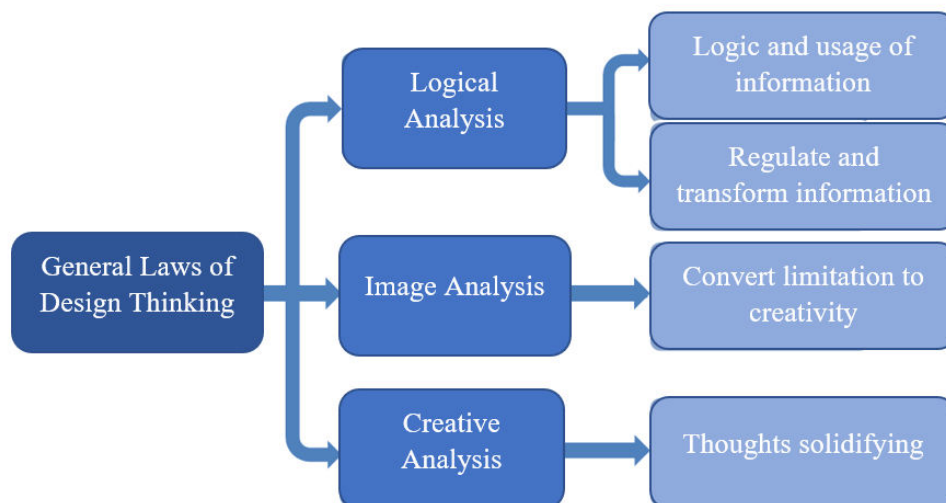 General Laws of
Design Thinking
Logical
Analysis
Logic and usage of
information
Regulate and
transform information
Image Analysis
Convert limitation to
creativity
Creative
Analysis
Thoughts solidifying